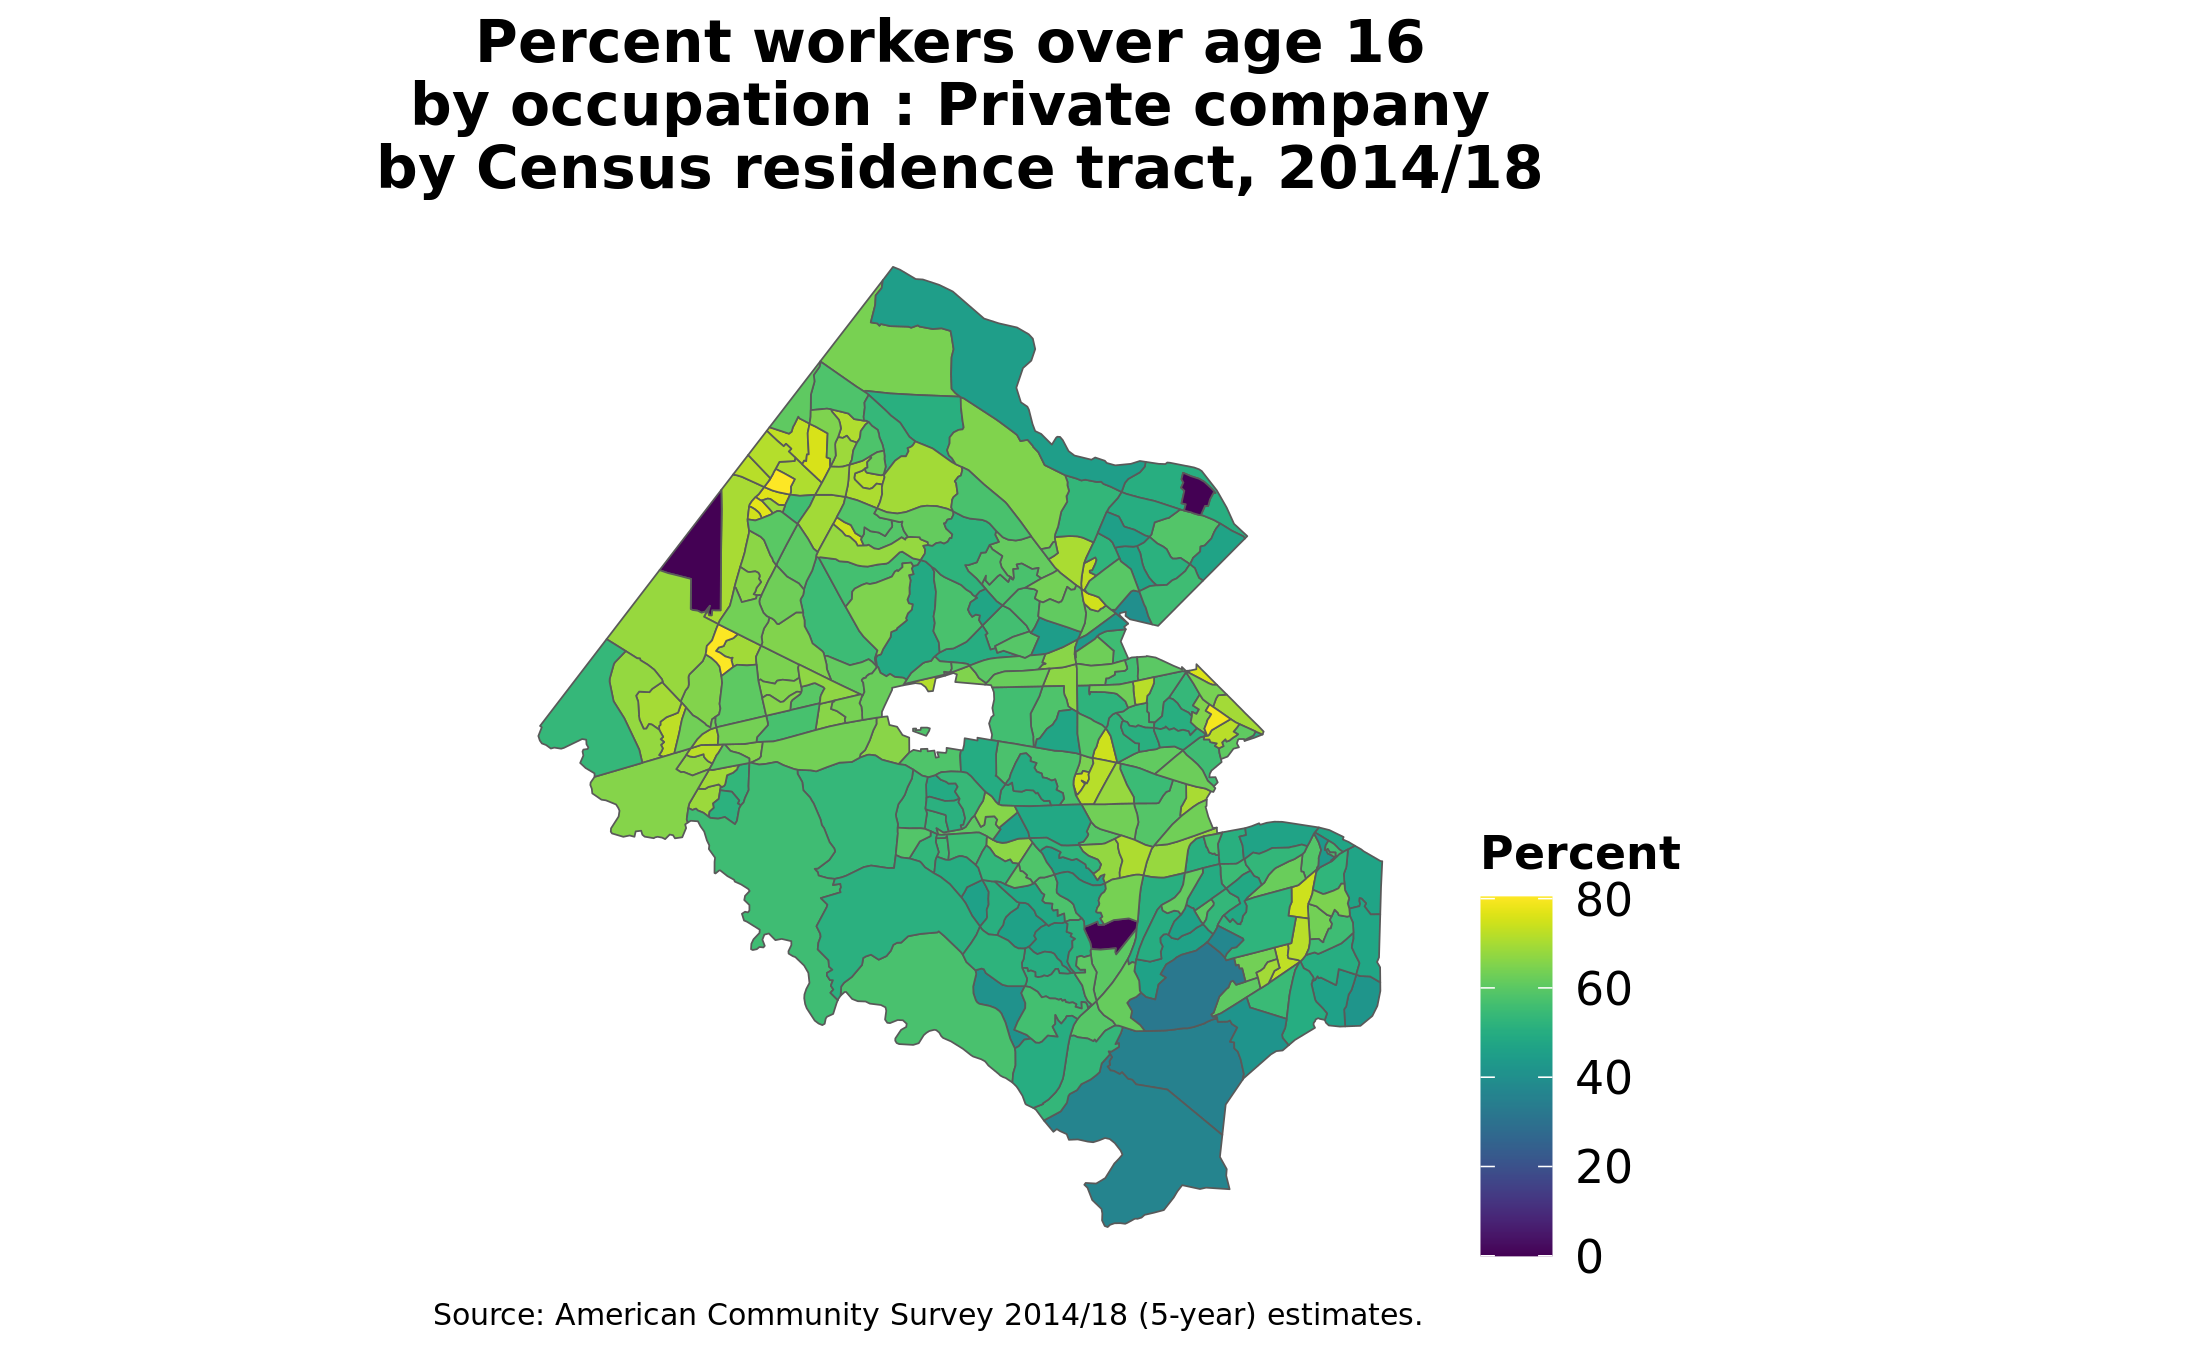 Percent workers over age 16
by occupation : Private company
by Census residence tract, 2014/18
Percent
80
60
40
20
0
Source: American Community Survey 2014/18 (5-year) estimates.